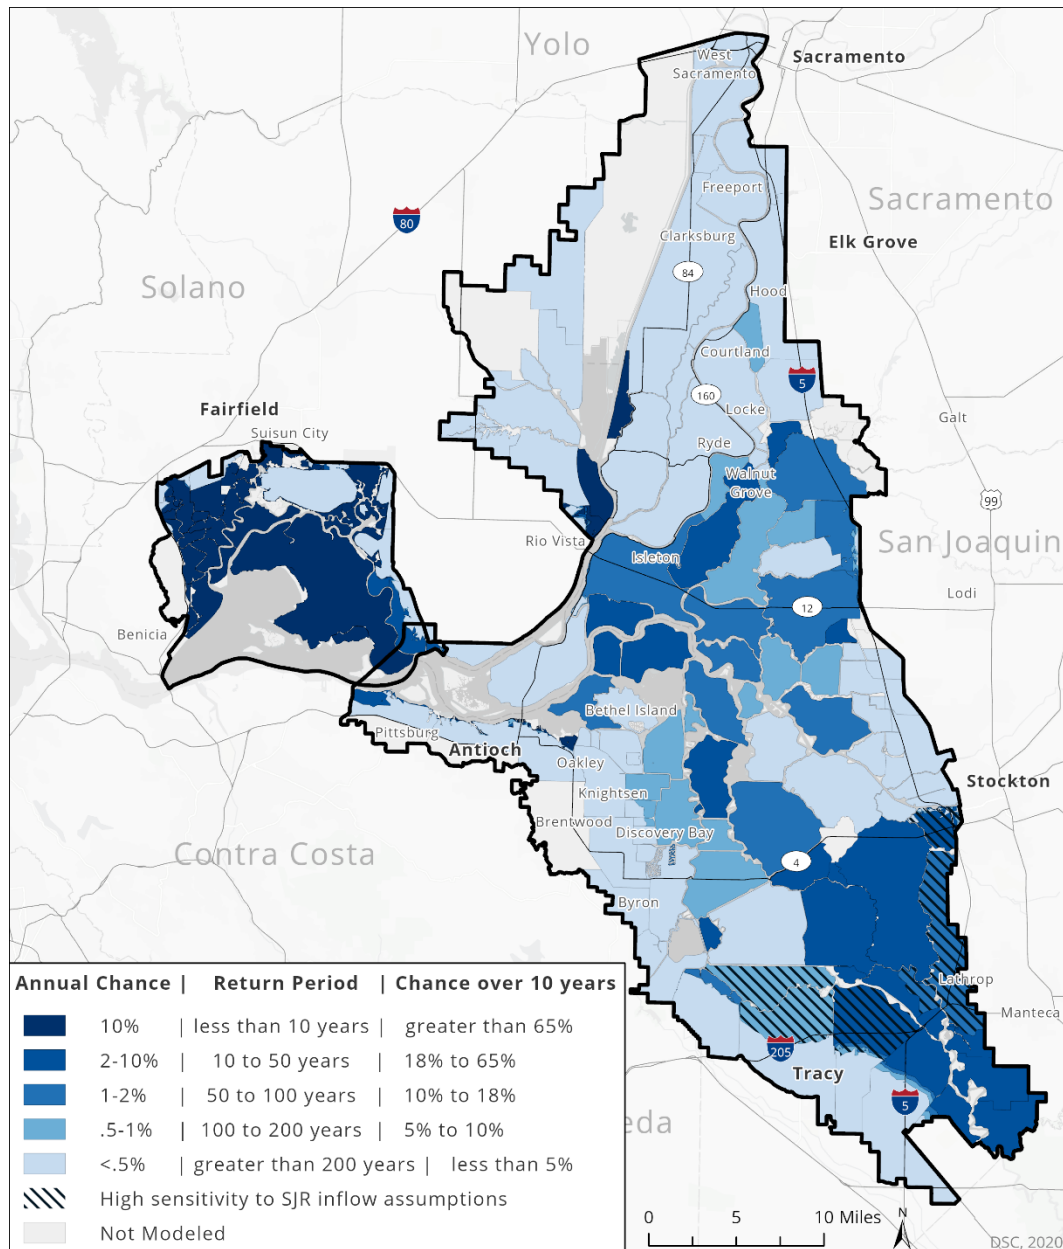 Yolo
West
Sacramento
Sacramento
Freeport
Sacramento
80
Clarksburg
Elk Grove
84
Solano
Hood
Courtland
5
160
Fairfield
Locke
Galt
Suisun City
Ryde
Walnut
Grove
99
Rio Vista
San Joaquin
Isleton
Lodi
12
Benicia
Bethel Island
Pittsburg
Antioch
Oakley
Stockton
Knightsen
Brentwood
Discovery Bay
Contra Costa
4
Byron
Lathrop
Manteca
205
Tracy
5
eda
Annual Chance | Return Period | Chance over 10 years
10% | less than 10 years | greater than 65%
2-10% | 10 to 50 years | 18% to 65%
1-2% | 50 to 100 years | 10% to 18%
.5-1% | 100 to 200 years | 5% to 10%
<.5% | greater than 200 years | less than 5%
High sensitivity to SJR inflow assumptions
Not Modeled
0 5 10 Miles
N
DSC, 2020